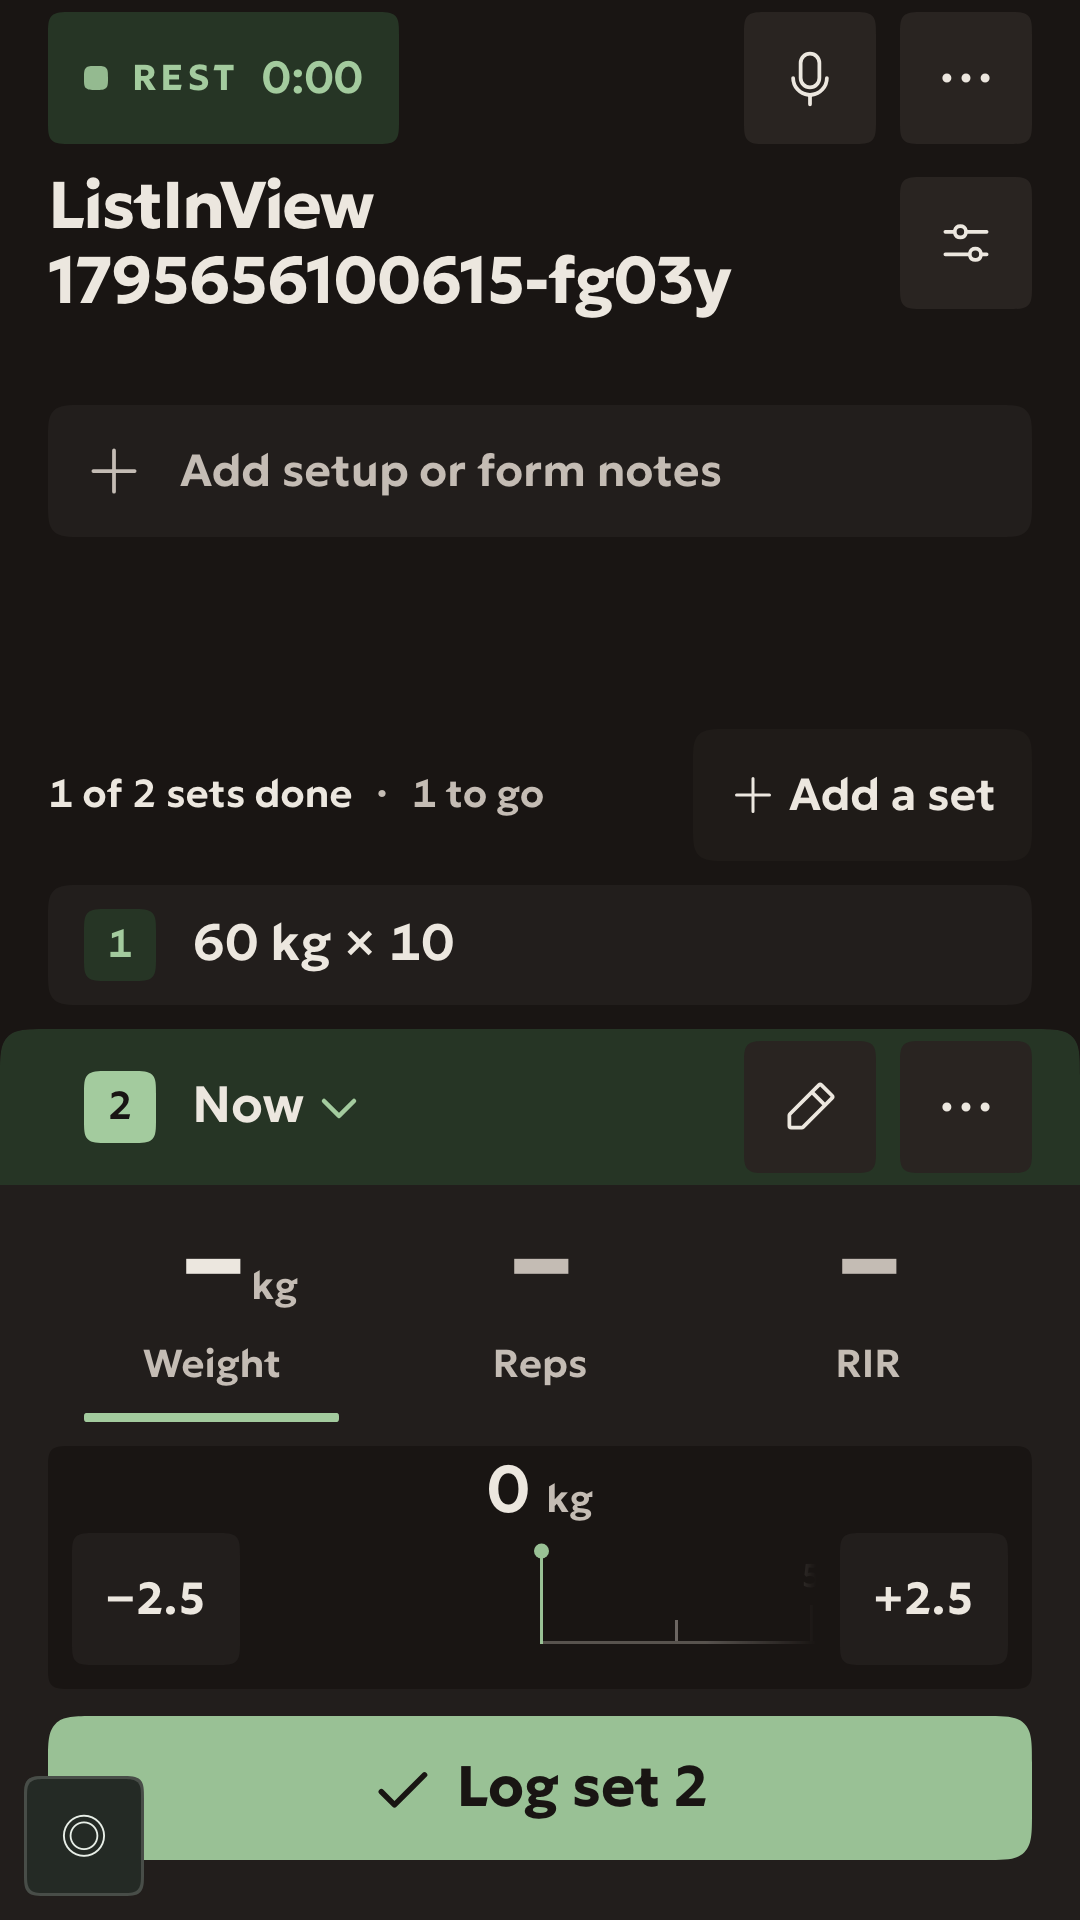 REST 0:00
ListInView
1795656100615-fg03y
Add setup or form notes
1 of 2 sets done · 1 to go
Add a set
1 60 kg × 10
2 Now
kg
Weight
Reps
RIR
0 kg
−2.5
+2.5
Log set 2